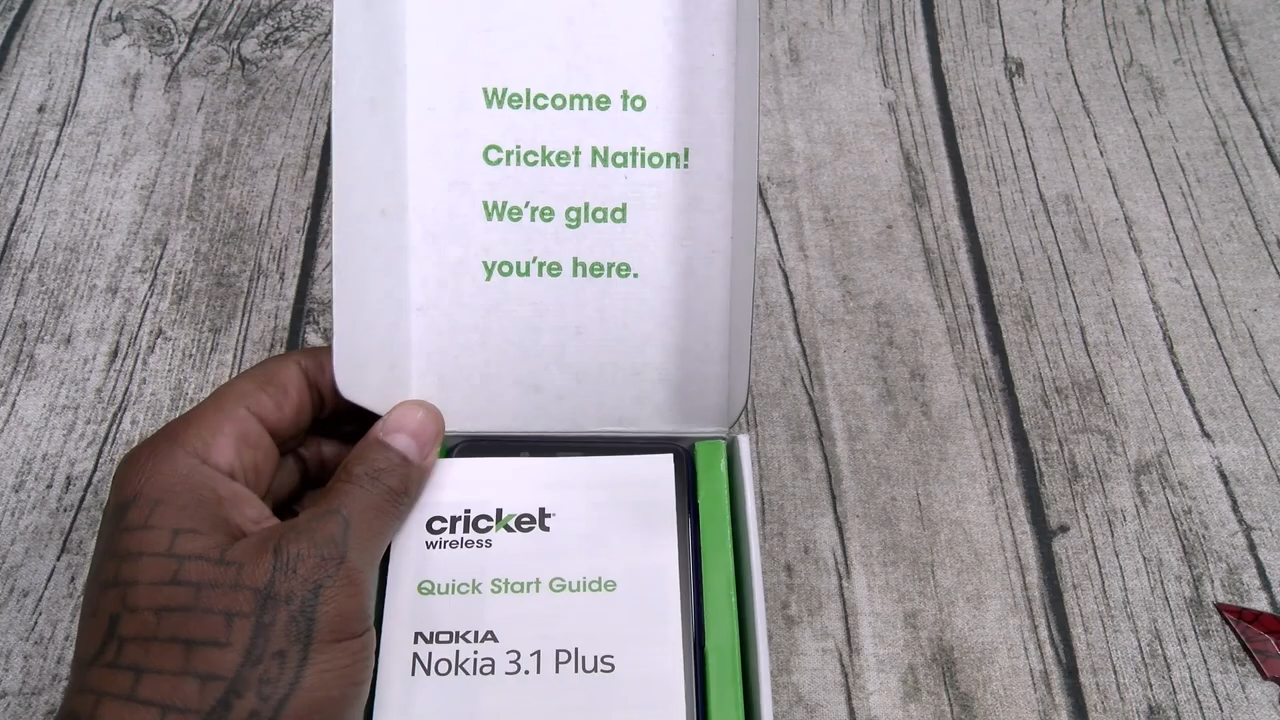 Welcome to
Cricket Nation!
We're glad
you're here.
cricket
wireless
Quick Start Guide
NOKIA
Nokia 3.1 Plus